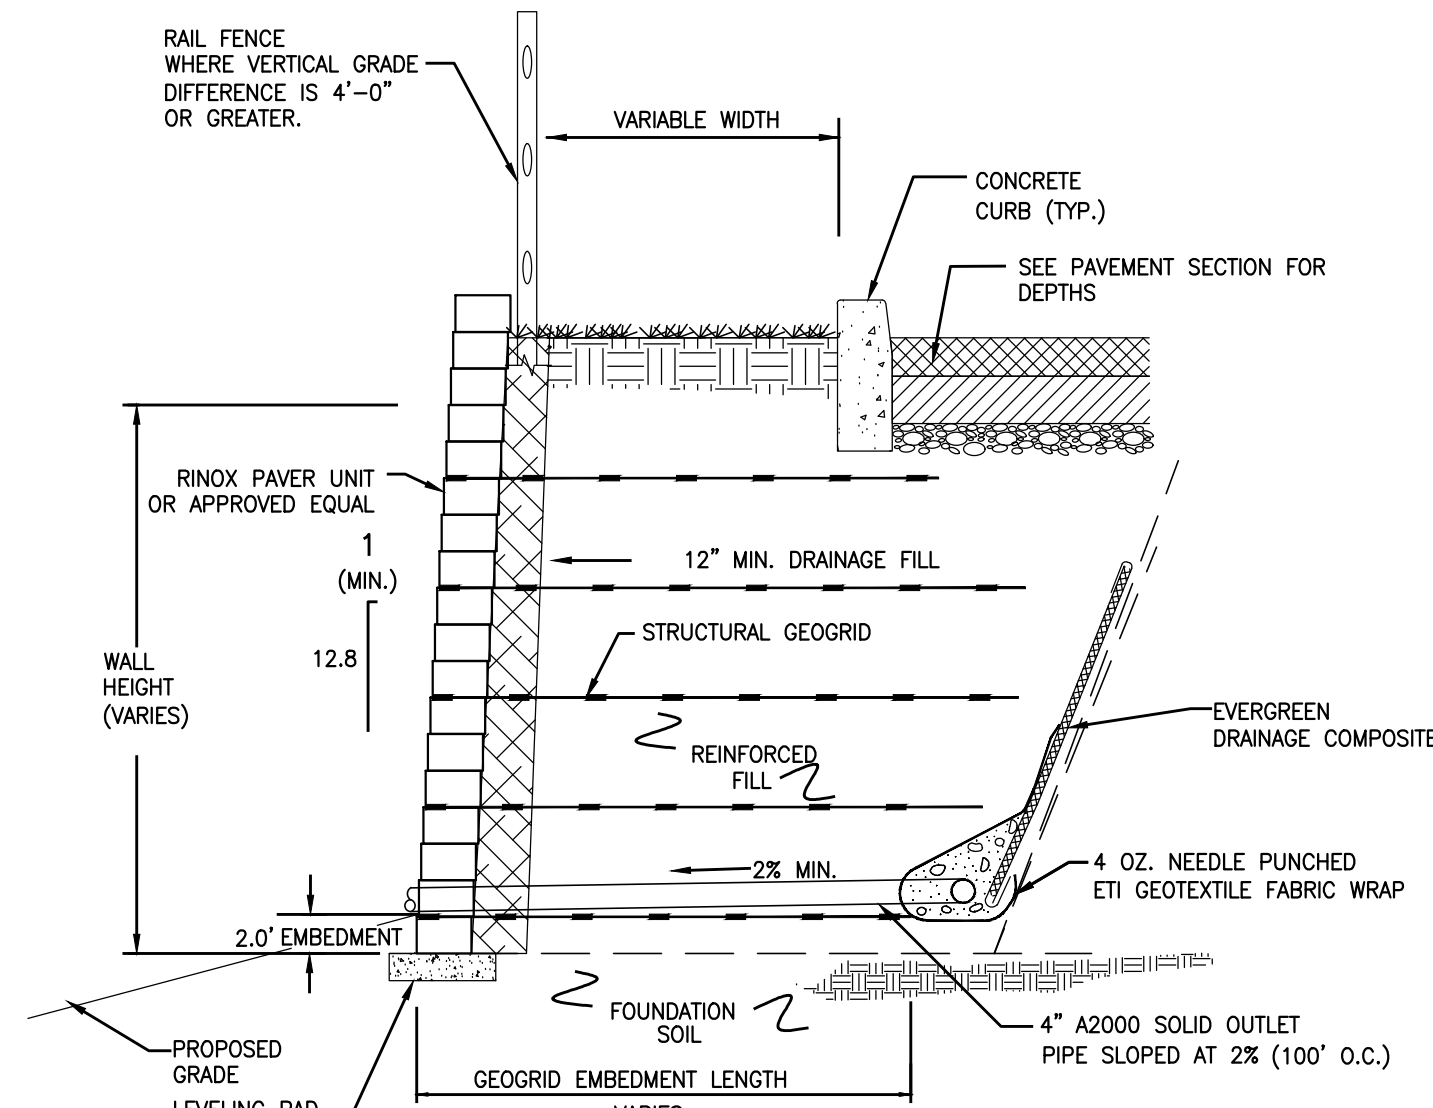 RAIL FENCE
WHERE VERTICAL GRADE
DIFFERENCE IS 4'-0"
OR GREATER.
VARIABLE WIDTH
CONCRETE
CURB (TYP.)
SEE PAVEMENT SECTION FOR
DEPTHS
RINOX PAVER UNIT
OR APPROVED EQUAL
1
(MIN.)
12.8
12" MIN. DRAINAGE FILL
STRUCTURAL GEOGRID
WALL
HEIGHT
(VARIES)
REINFORCED
FILL
EVERGREEN
DRAINAGE COMPOSITE
2% MIN.
4 OZ. NEEDLE PUNCHED
ETI GEOTEXTILE FABRIC WRAP
2.0' EMBEDMENT
FOUNDATION
SOIL
4" A2000 SOLID OUTLET
PIPE SLOPED AT 2% (100' O.C.)
PROPOSED
GRADE
LEVELING PAD
GEOGRID EMBEDMENT LENGTH
VARIES